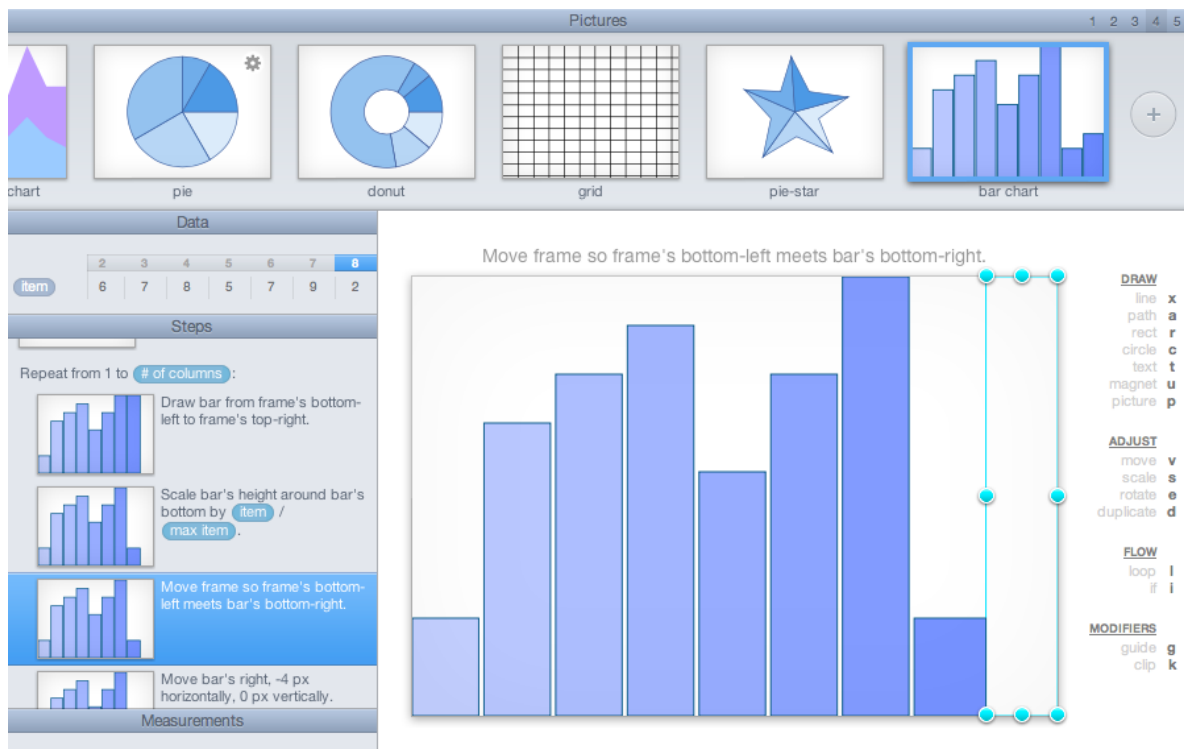 Pictures
1 2 3 4 5
chart
pie
donut
grid
pie-star
bar chart
+
Data
2 3 4 5 6 7 8
item 6 7 8 5 7 9 2
Steps
Repeat from 1 to # of columns :
Draw bar from frame's bottom-
left to frame's top-right.
Scale bar's height around bar's
bottom by item /
max item .
Move frame so frame's bottom-
left meets bar's bottom-right.
Move bar's right, -4 px
horizontally, 0 px vertically.
Measurements
Move frame so frame's bottom-left meets bar's bottom-right.
DRAW
line x
path a
rect r
circle c
text t
magnet u
picture p
ADJUST
move v
scale s
rotate e
duplicate d
FLOW
loop l
if i
MODIFIERS
guide g
clip k